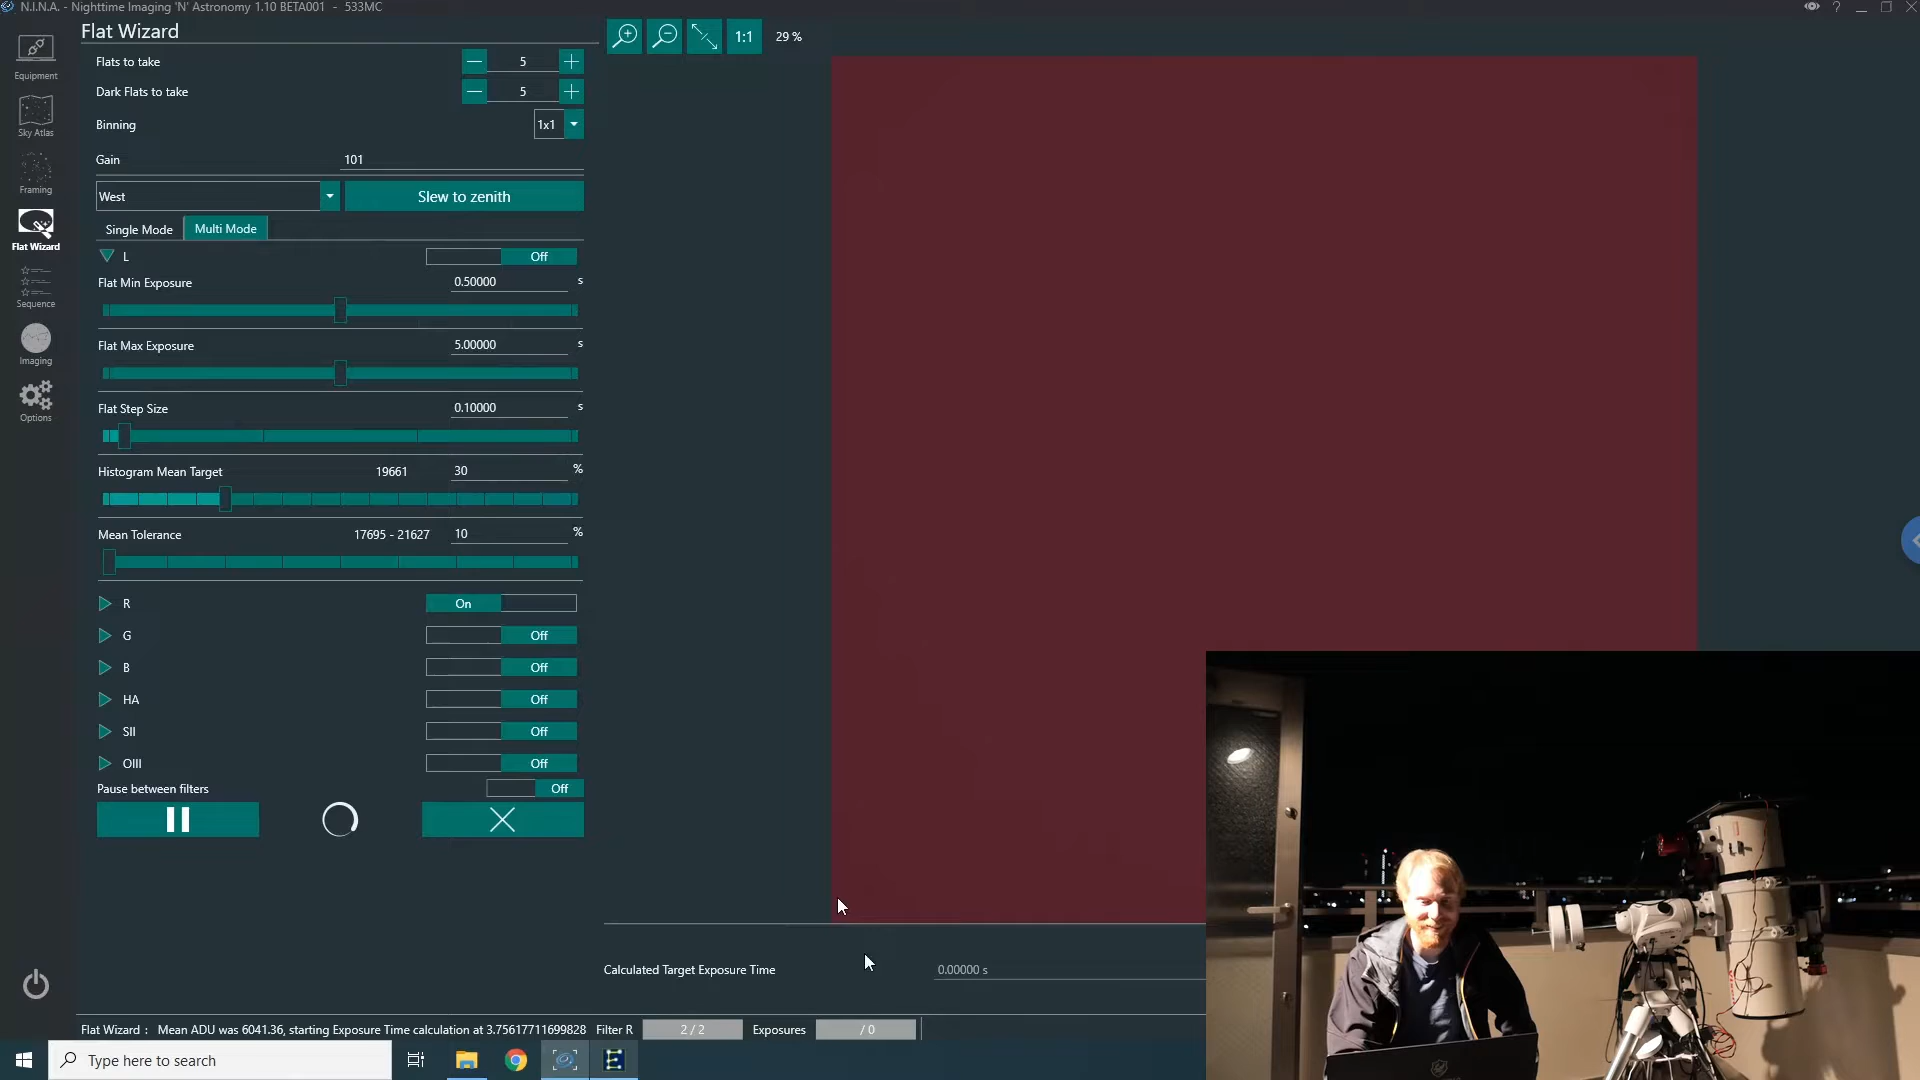 N.I.N.A. - Nighttime Imaging 'N' Astronomy 1.10 BETA001 - 533MC
Equipment
Sky Atlas
Framing
Flat Wizard
Sequence
Imaging
Options
Flat Wizard
Flats to take 5
Dark Flats to take 5
Binning 1x1
Gain 101
West Slew to zenith
Single Mode Multi Mode
L Off
Flat Min Exposure 0.50000 s
Flat Max Exposure 5.00000 s
Flat Step Size 0.10000 s
Histogram Mean Target 19661 30 %
Mean Tolerance 17695 - 21627 10 %
R On
G Off
B Off
HA Off
SII Off
OIII Off
Pause between filters Off
1:1 29 %
Calculated Target Exposure Time 0.00000 s
Flat Wizard : Mean ADU was 6041.36, starting Exposure Time calculation at 3.75617711699828 Filter R 2 / 2 Exposures / 0
Type here to search